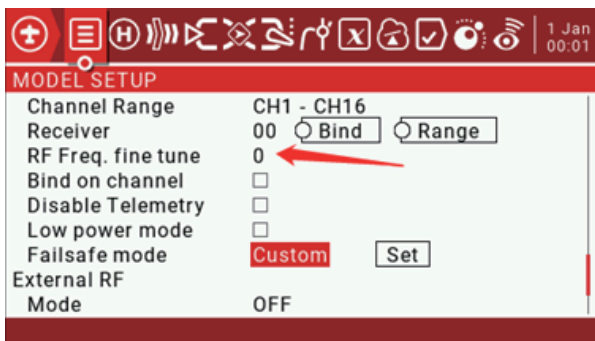 1 Jan
00:01
MODEL SETUP
Channel Range CH1 - CH16
Receiver 00 Bind Range
RF Freq. fine tune 0
Bind on channel
Disable Telemetry
Low power mode
Failsafe mode Custom Set
External RF
Mode OFF